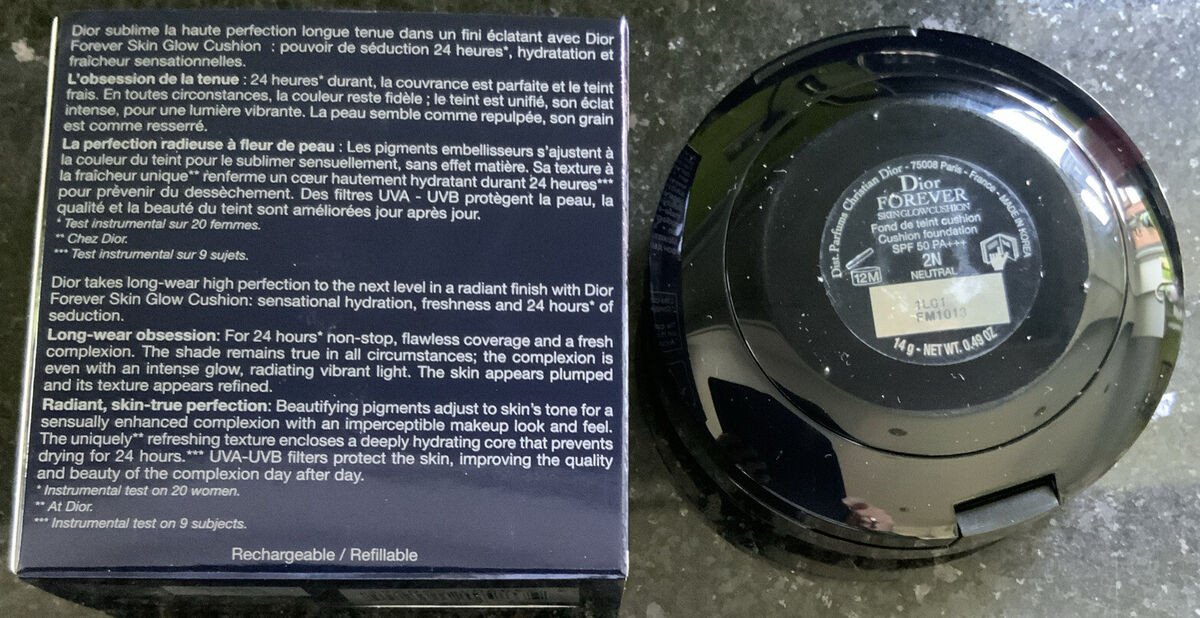 Dior sublime la haute perfection longue tenue dans un fini éclatant avec Dior
Forever Skin Glow Cushion : pouvoir de séduction 24 heures*, hydratation et
fraîcheur sensationnelles.
L'obsession de la tenue : 24 heures* durant, la couvrance est parfaite et le teint
frais. En toutes circonstances, la couleur reste fidèle ; le teint est unifié, son éclat
intense, pour une lumière vibrante. La peau semble comme repulpée, son grain
est comme resserré.
La perfection radieuse à fleur de peau : Les pigments embellisseurs s'ajustent à
la couleur du teint pour le sublimer sensuellement, sans effet matière. Sa texture à
la fraîcheur unique** renferme un cœur hautement hydratant durant 24 heures***
pour prévenir du dessèchement. Des filtres UVA - UVB protègent la peau, la
qualité et la beauté du teint sont améliorées jour après jour.
* Test instrumental sur 20 femmes.
** Chez Dior.
*** Test instrumental sur 9 sujets.
Dior takes long-wear high perfection to the next level in a radiant finish with Dior
Forever Skin Glow Cushion: sensational hydration, freshness and 24 hours* of
seduction.
Long-wear obsession: For 24 hours* non-stop, flawless coverage and a fresh
complexion. The shade remains true in all circumstances; the complexion is
even with an intense glow, radiating vibrant light. The skin appears plumped
and its texture appears refined.
Radiant, skin-true perfection: Beautifying pigments adjust to skin's tone for a
sensually enhanced complexion with an imperceptible makeup look and feel.
The uniquely** refreshing texture encloses a deeply hydrating core that prevents
drying for 24 hours.*** UVA-UVB filters protect the skin, improving the quality
and beauty of the complexion day after day.
* Instrumental test on 20 women.
** At Dior.
*** Instrumental test on 9 subjects.
Rechargeable / Refillable
Dist. Parfums Christian Dior - 75008 Paris - France - MADE IN KOREA
Dior
FOREVER
SKIN GLOW CUSHION
Fond de teint cushion
Cushion foundation
SPF 50 PA+++
2N
NEUTRAL
12M
1LG1
FM1013
14 g - NET WT. 0.49 OZ